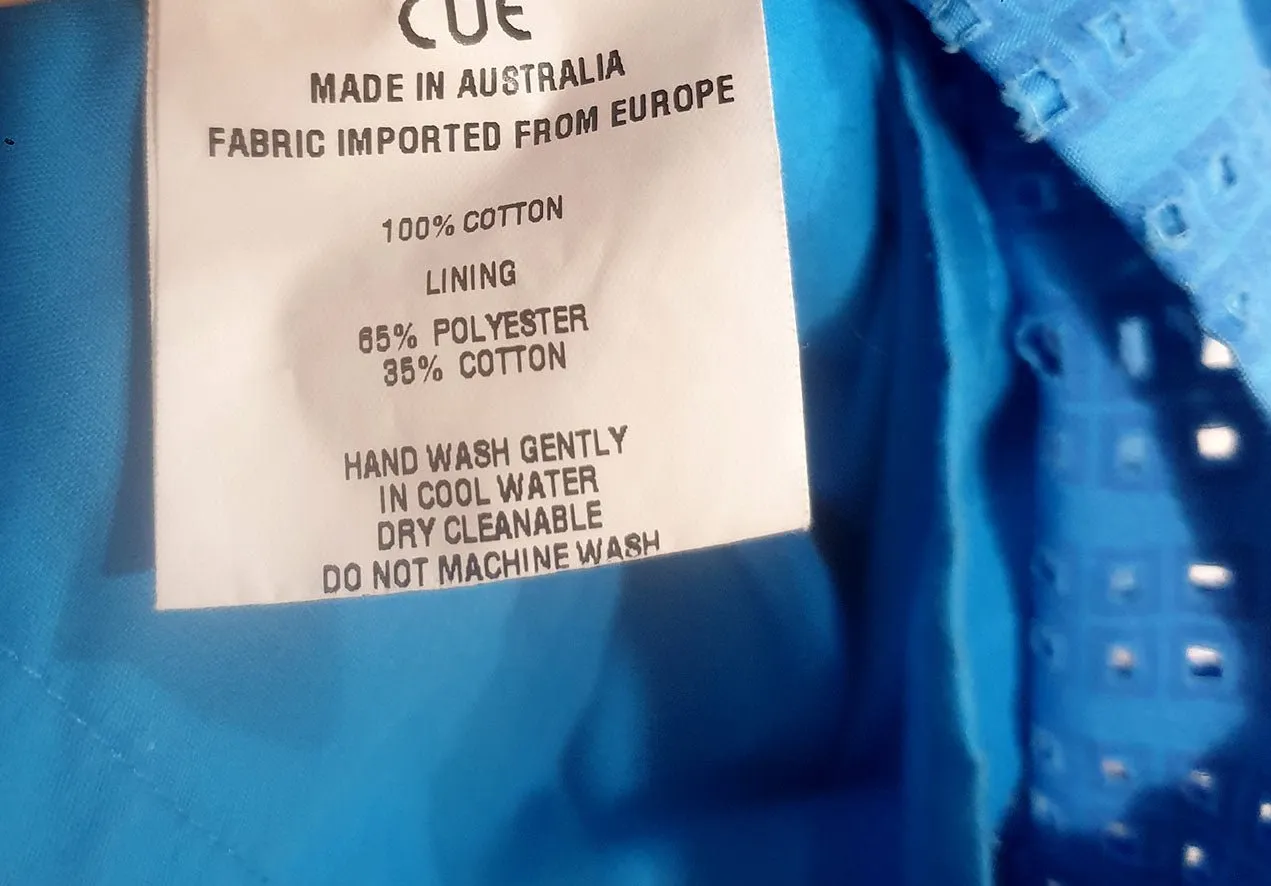 CUE
MADE IN AUSTRALIA
FABRIC IMPORTED FROM EUROPE
100% COTTON
LINING
65% POLYESTER
35% COTTON
HAND WASH GENTLY
IN COOL WATER
DRY CLEANABLE
DO NOT MACHINE WASH